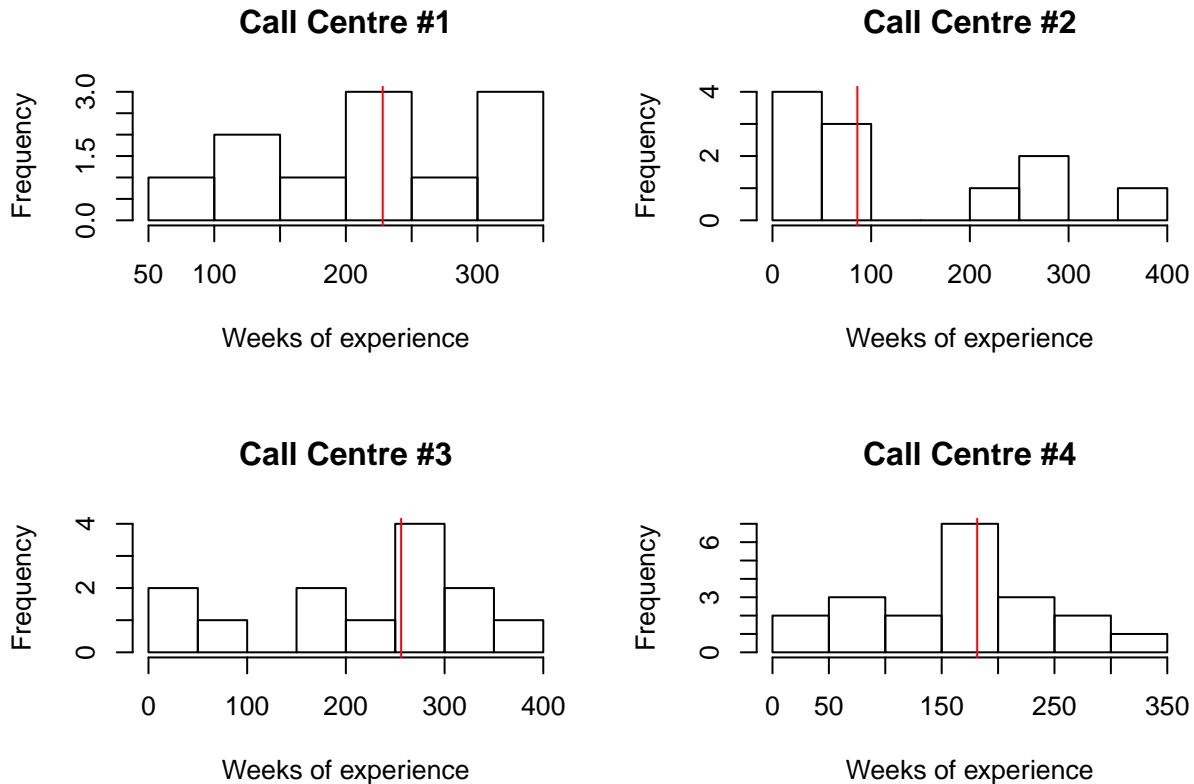 Call Centre #1
Frequency
0.0 1.5 3.0
50 100 200 300
Weeks of experience
Call Centre #2
Frequency
0 2 4
0 100 200 300 400
Weeks of experience
Call Centre #3
Frequency
0 2 4
0 100 200 300 400
Weeks of experience
Call Centre #4
Frequency
0 3 6
0 50 150 250 350
Weeks of experience